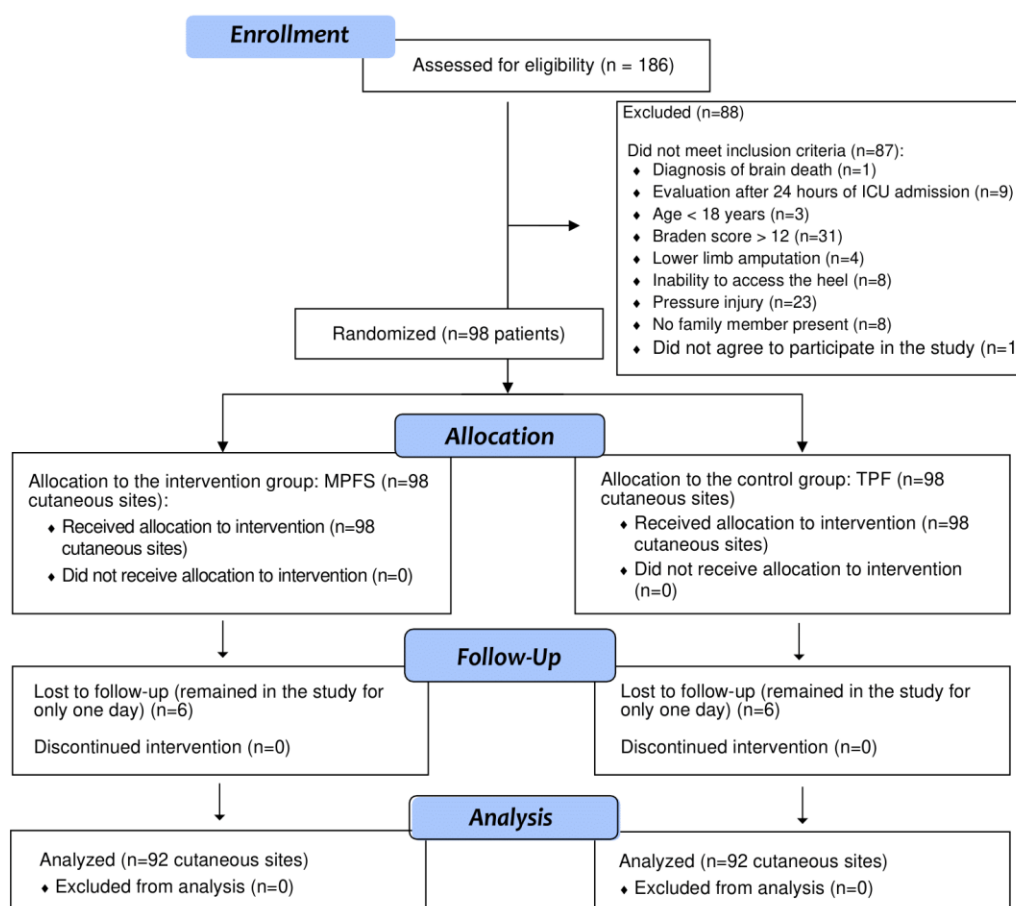 Enrollment
Assessed for eligibility (n = 186)
Excluded (n=88)
Did not meet inclusion criteria (n=87):
♦ Diagnosis of brain death (n=1)
♦ Evaluation after 24 hours of ICU admission (n=9)
♦ Age < 18 years (n=3)
♦ Braden score > 12 (n=31)
♦ Lower limb amputation (n=4)
♦ Inability to access the heel (n=8)
♦ Pressure injury (n=23)
♦ No family member present (n=8)
♦ Did not agree to participate in the study (n=1
Randomized (n=98 patients)
Allocation
Allocation to the intervention group: MPFS (n=98
cutaneous sites):
♦ Received allocation to intervention (n=98
cutaneous sites)
♦ Did not receive allocation to intervention (n=0)
Allocation to the control group: TPF (n=98
cutaneous sites)
♦ Received allocation to intervention (n=98
cutaneous sites)
♦ Did not receive allocation to intervention
(n=0)
Follow-Up
Lost to follow-up (remained in the study for
only one day) (n=6)
Discontinued intervention (n=0)
Lost to follow-up (remained in the study for
only one day) (n=6)
Discontinued intervention (n=0)
Analysis
Analyzed (n=92 cutaneous sites)
♦ Excluded from analysis (n=0)
Analyzed (n=92 cutaneous sites)
♦ Excluded from analysis (n=0)